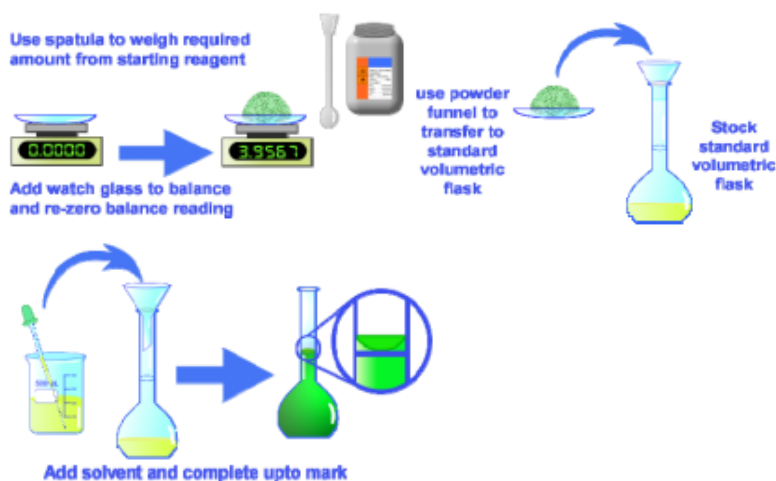 Use spatula to weigh required
amount from starting reagent
0.0000
3.9567
Add watch glass to balance
and re-zero balance reading
use powder
funnel to
transfer to
standard
volumetric
flask
Stock
standard
volumetric
flask
Add solvent and complete upto mark